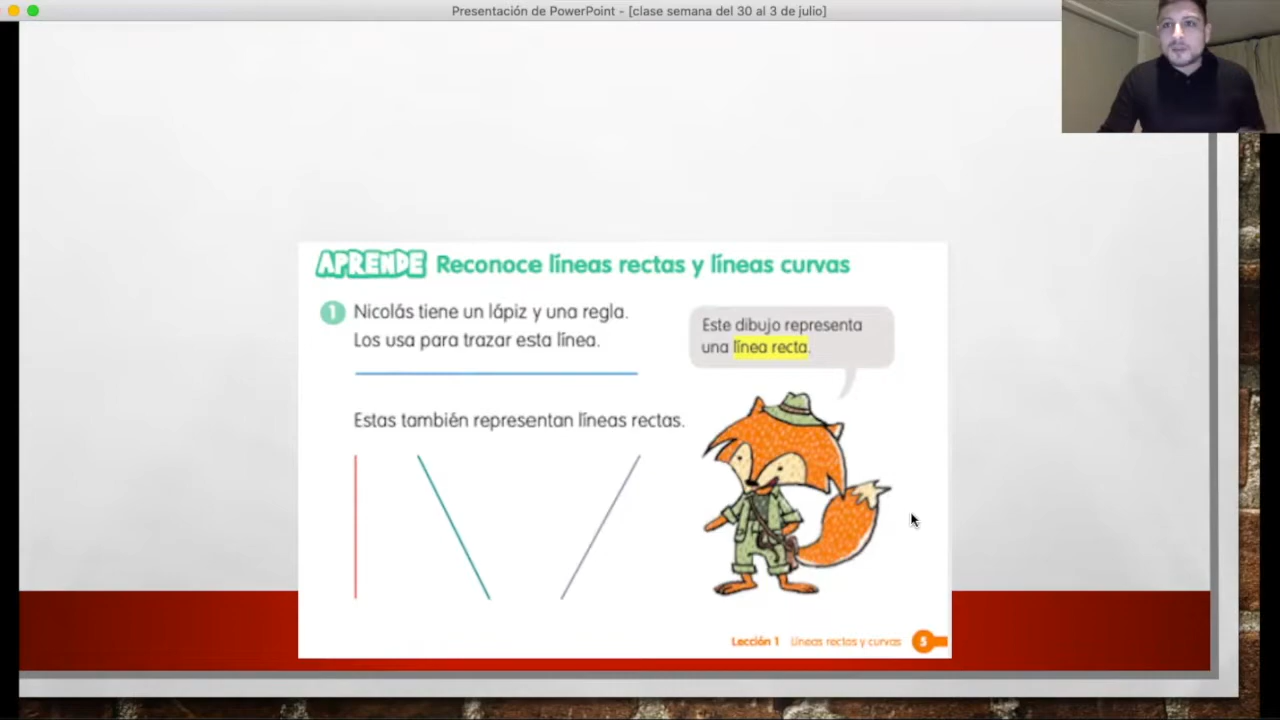 Presentación de PowerPoint - [clase semana del 30 al 3 de julio]
APRENDE Reconoce líneas rectas y líneas curvas
1 Nicolás tiene un lápiz y una regla.
Los usa para trazar esta línea.
Este dibujo representa
una línea recta.
Estas también representan líneas rectas.
Lección 1 Líneas rectas y curvas 5